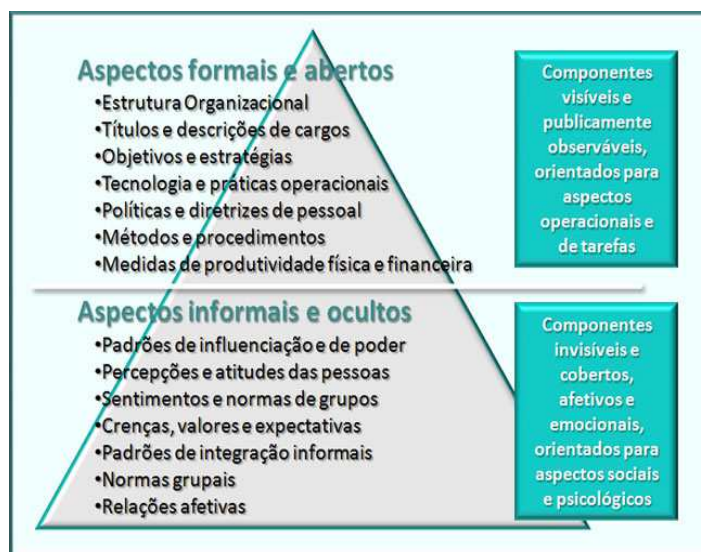 Aspectos formais e abertos
•Estrutura Organizacional
•Títulos e descrições de cargos
•Objetivos e estratégias
•Tecnologia e práticas operacionais
•Políticas e diretrizes de pessoal
•Métodos e procedimentos
•Medidas de produtividade física e financeira
Componentes
visíveis e
publicamente
observáveis,
orientados para
aspectos
operacionais e
de tarefas
Aspectos informais e ocultos
•Padrões de influenciação e de poder
•Percepções e atitudes das pessoas
•Sentimentos e normas de grupos
•Crenças, valores e expectativas
•Padrões de integração informais
•Normas grupais
•Relações afetivas
Componentes
invisíveis e
cobertos,
afetivos e
emocionais,
orientados para
aspectos sociais
e psicológicos